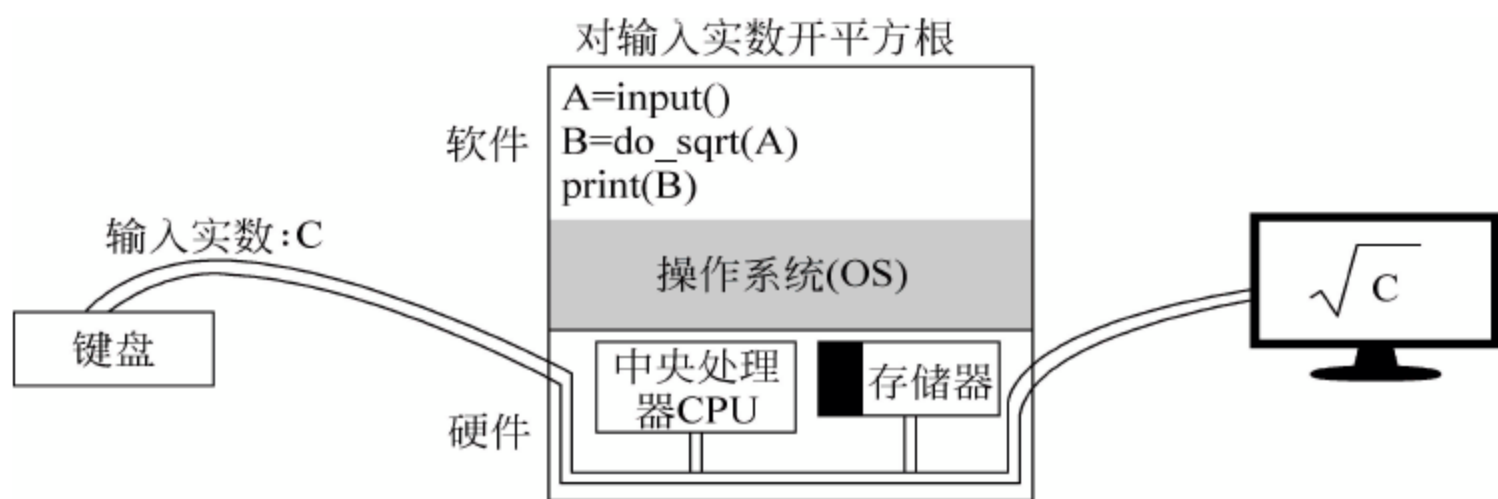 对输入实数开平方根
A=input()
B=do_sqrt(A)
print(B)
软件
输入实数:C
操作系统(OS)
键盘
中央处理
器CPU
存储器
硬件
√C